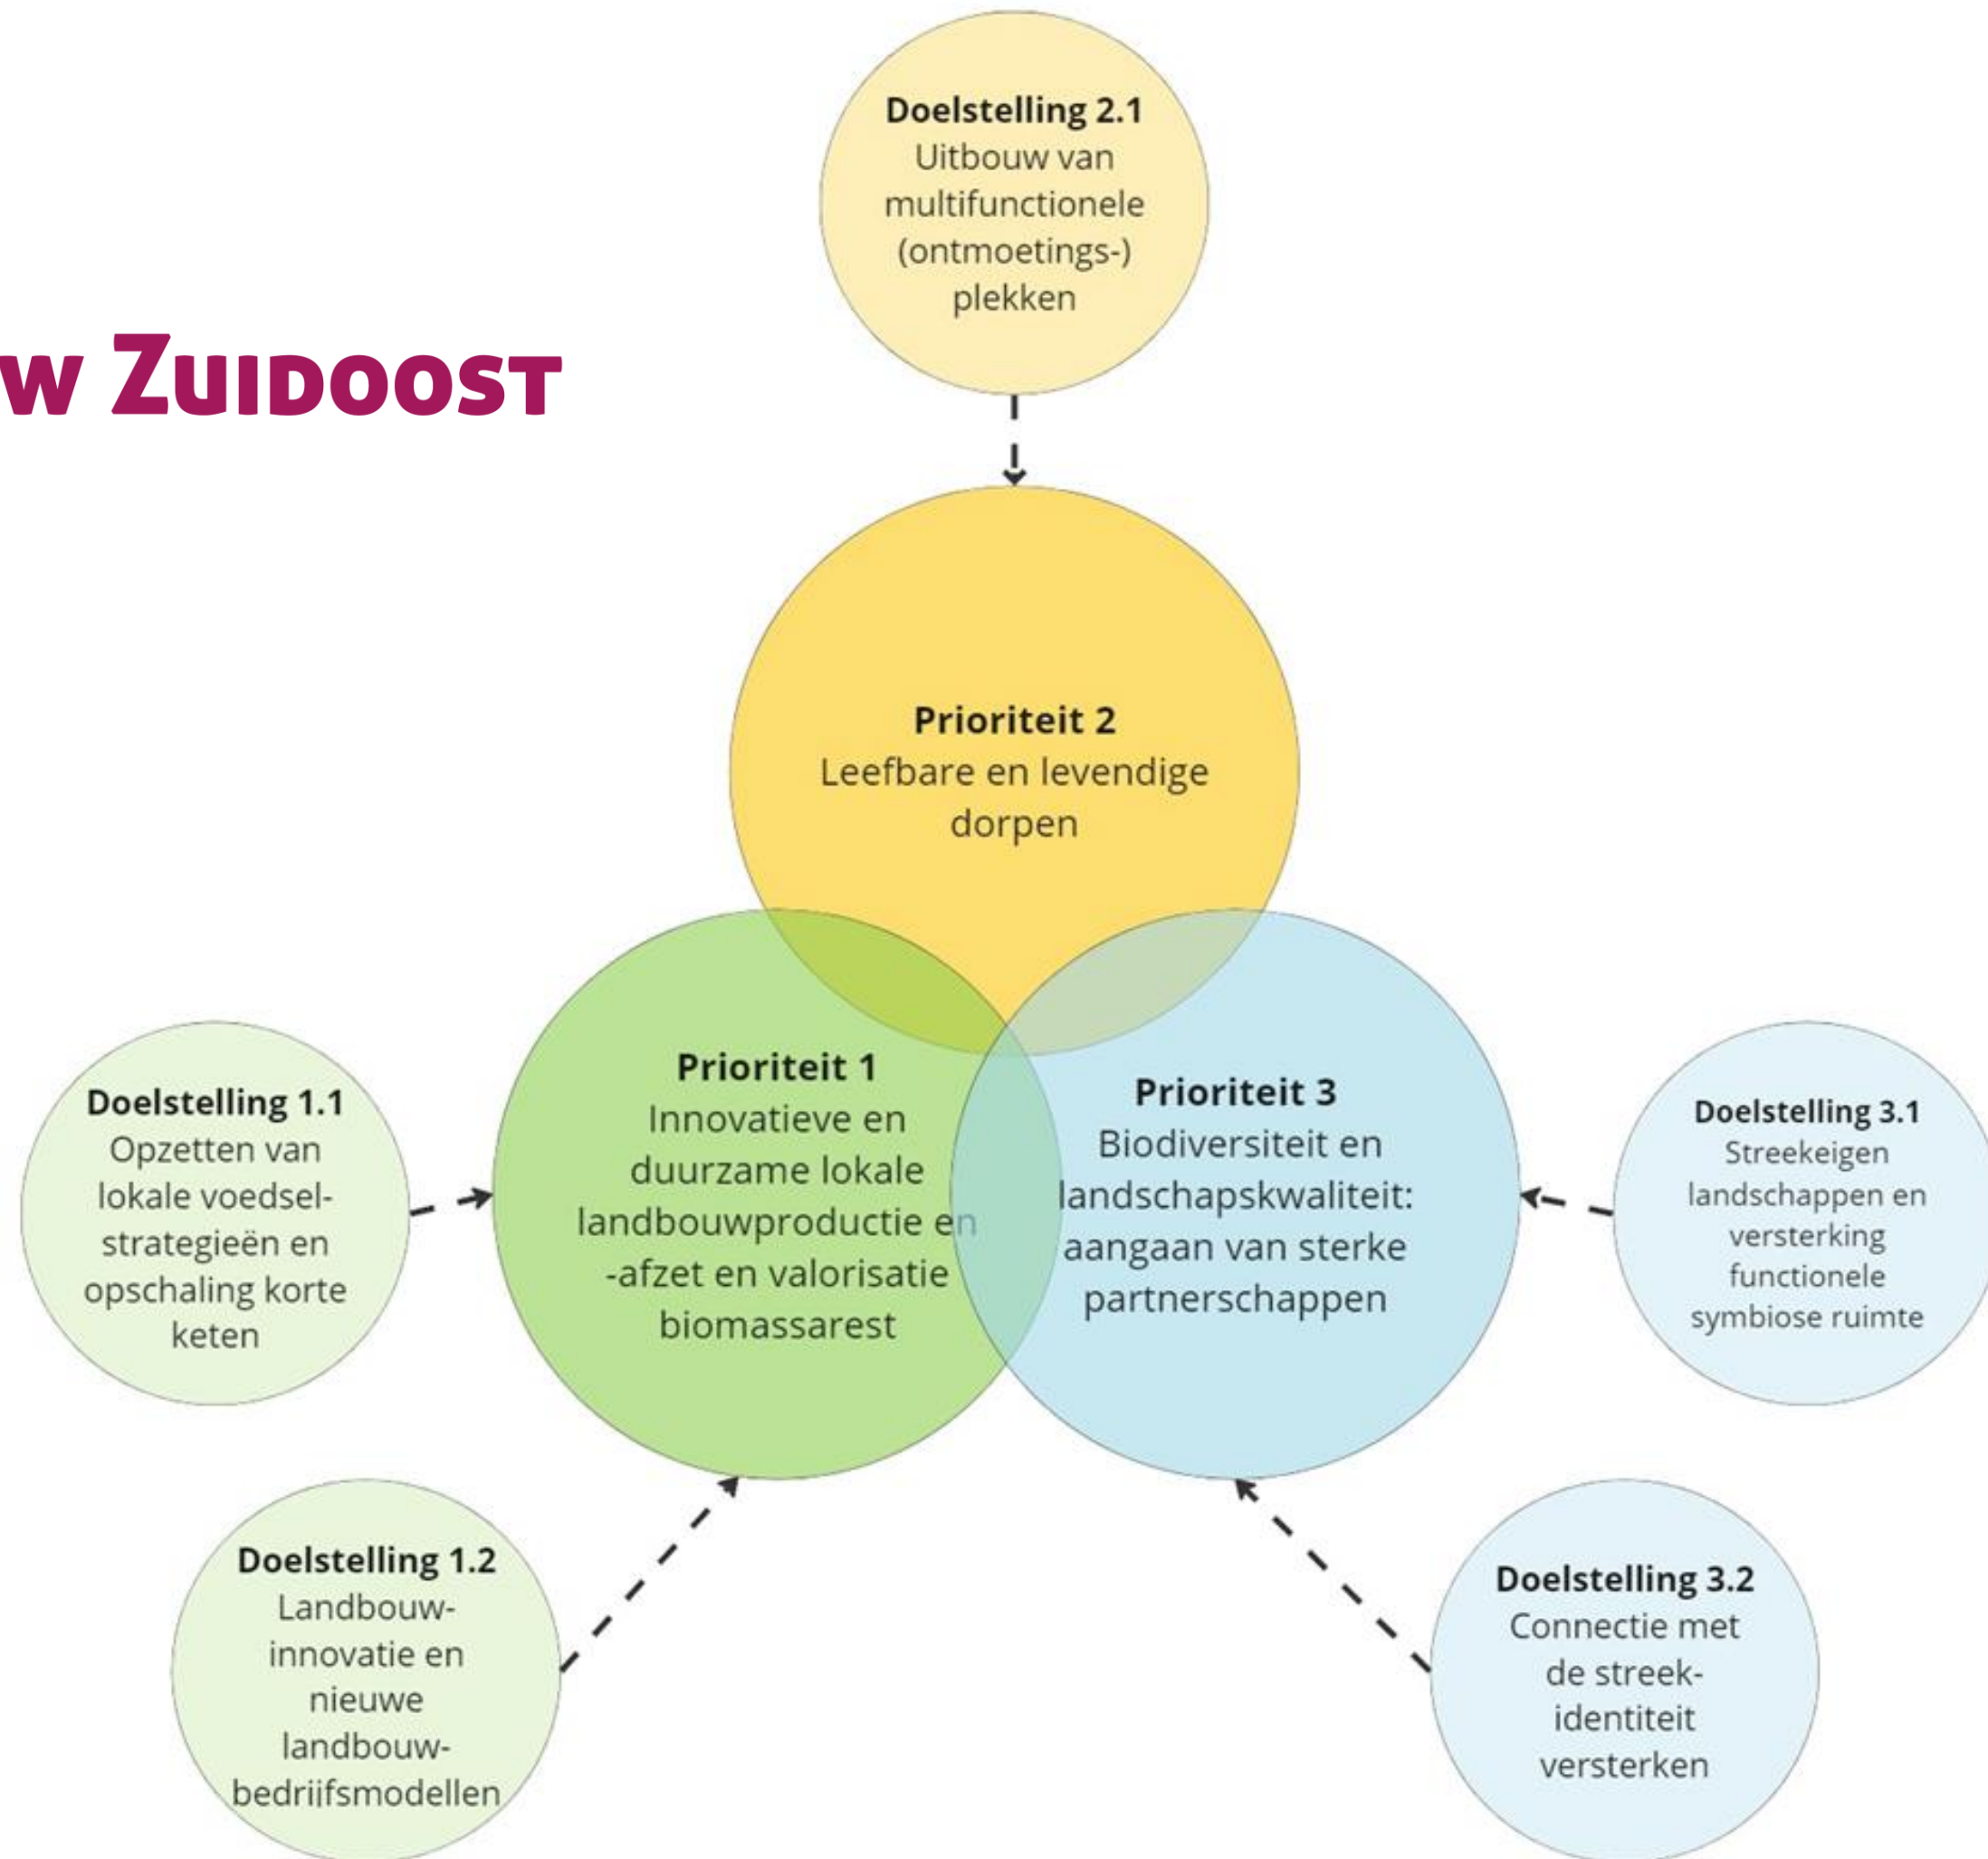 Doelstelling 2.1
Uitbouw van
multifunctionele
(ontmoetings-)
plekken
w Zuidoost
Prioriteit 2
Leefbare en levendige
dorpen
Prioriteit 1
Innovatieve en
duurzame lokale
landbouwproductie en
-afzet en valorisatie
biomassarest
Prioriteit 3
Biodiversiteit en
landschapskwaliteit:
aangaan van sterke
partnerschappen
Doelstelling 1.1
Opzetten van
lokale voedsel-
strategieën en
opschaling korte
keten
Doelstelling 3.1
Streekeigen
landschappen en
versterking
functionele
symbiose ruimte
Doelstelling 1.2
Landbouw-
innovatie en
nieuwe
landbouw-
bedrijfsmodellen
Doelstelling 3.2
Connectie met
de streek-
identiteit
versterken